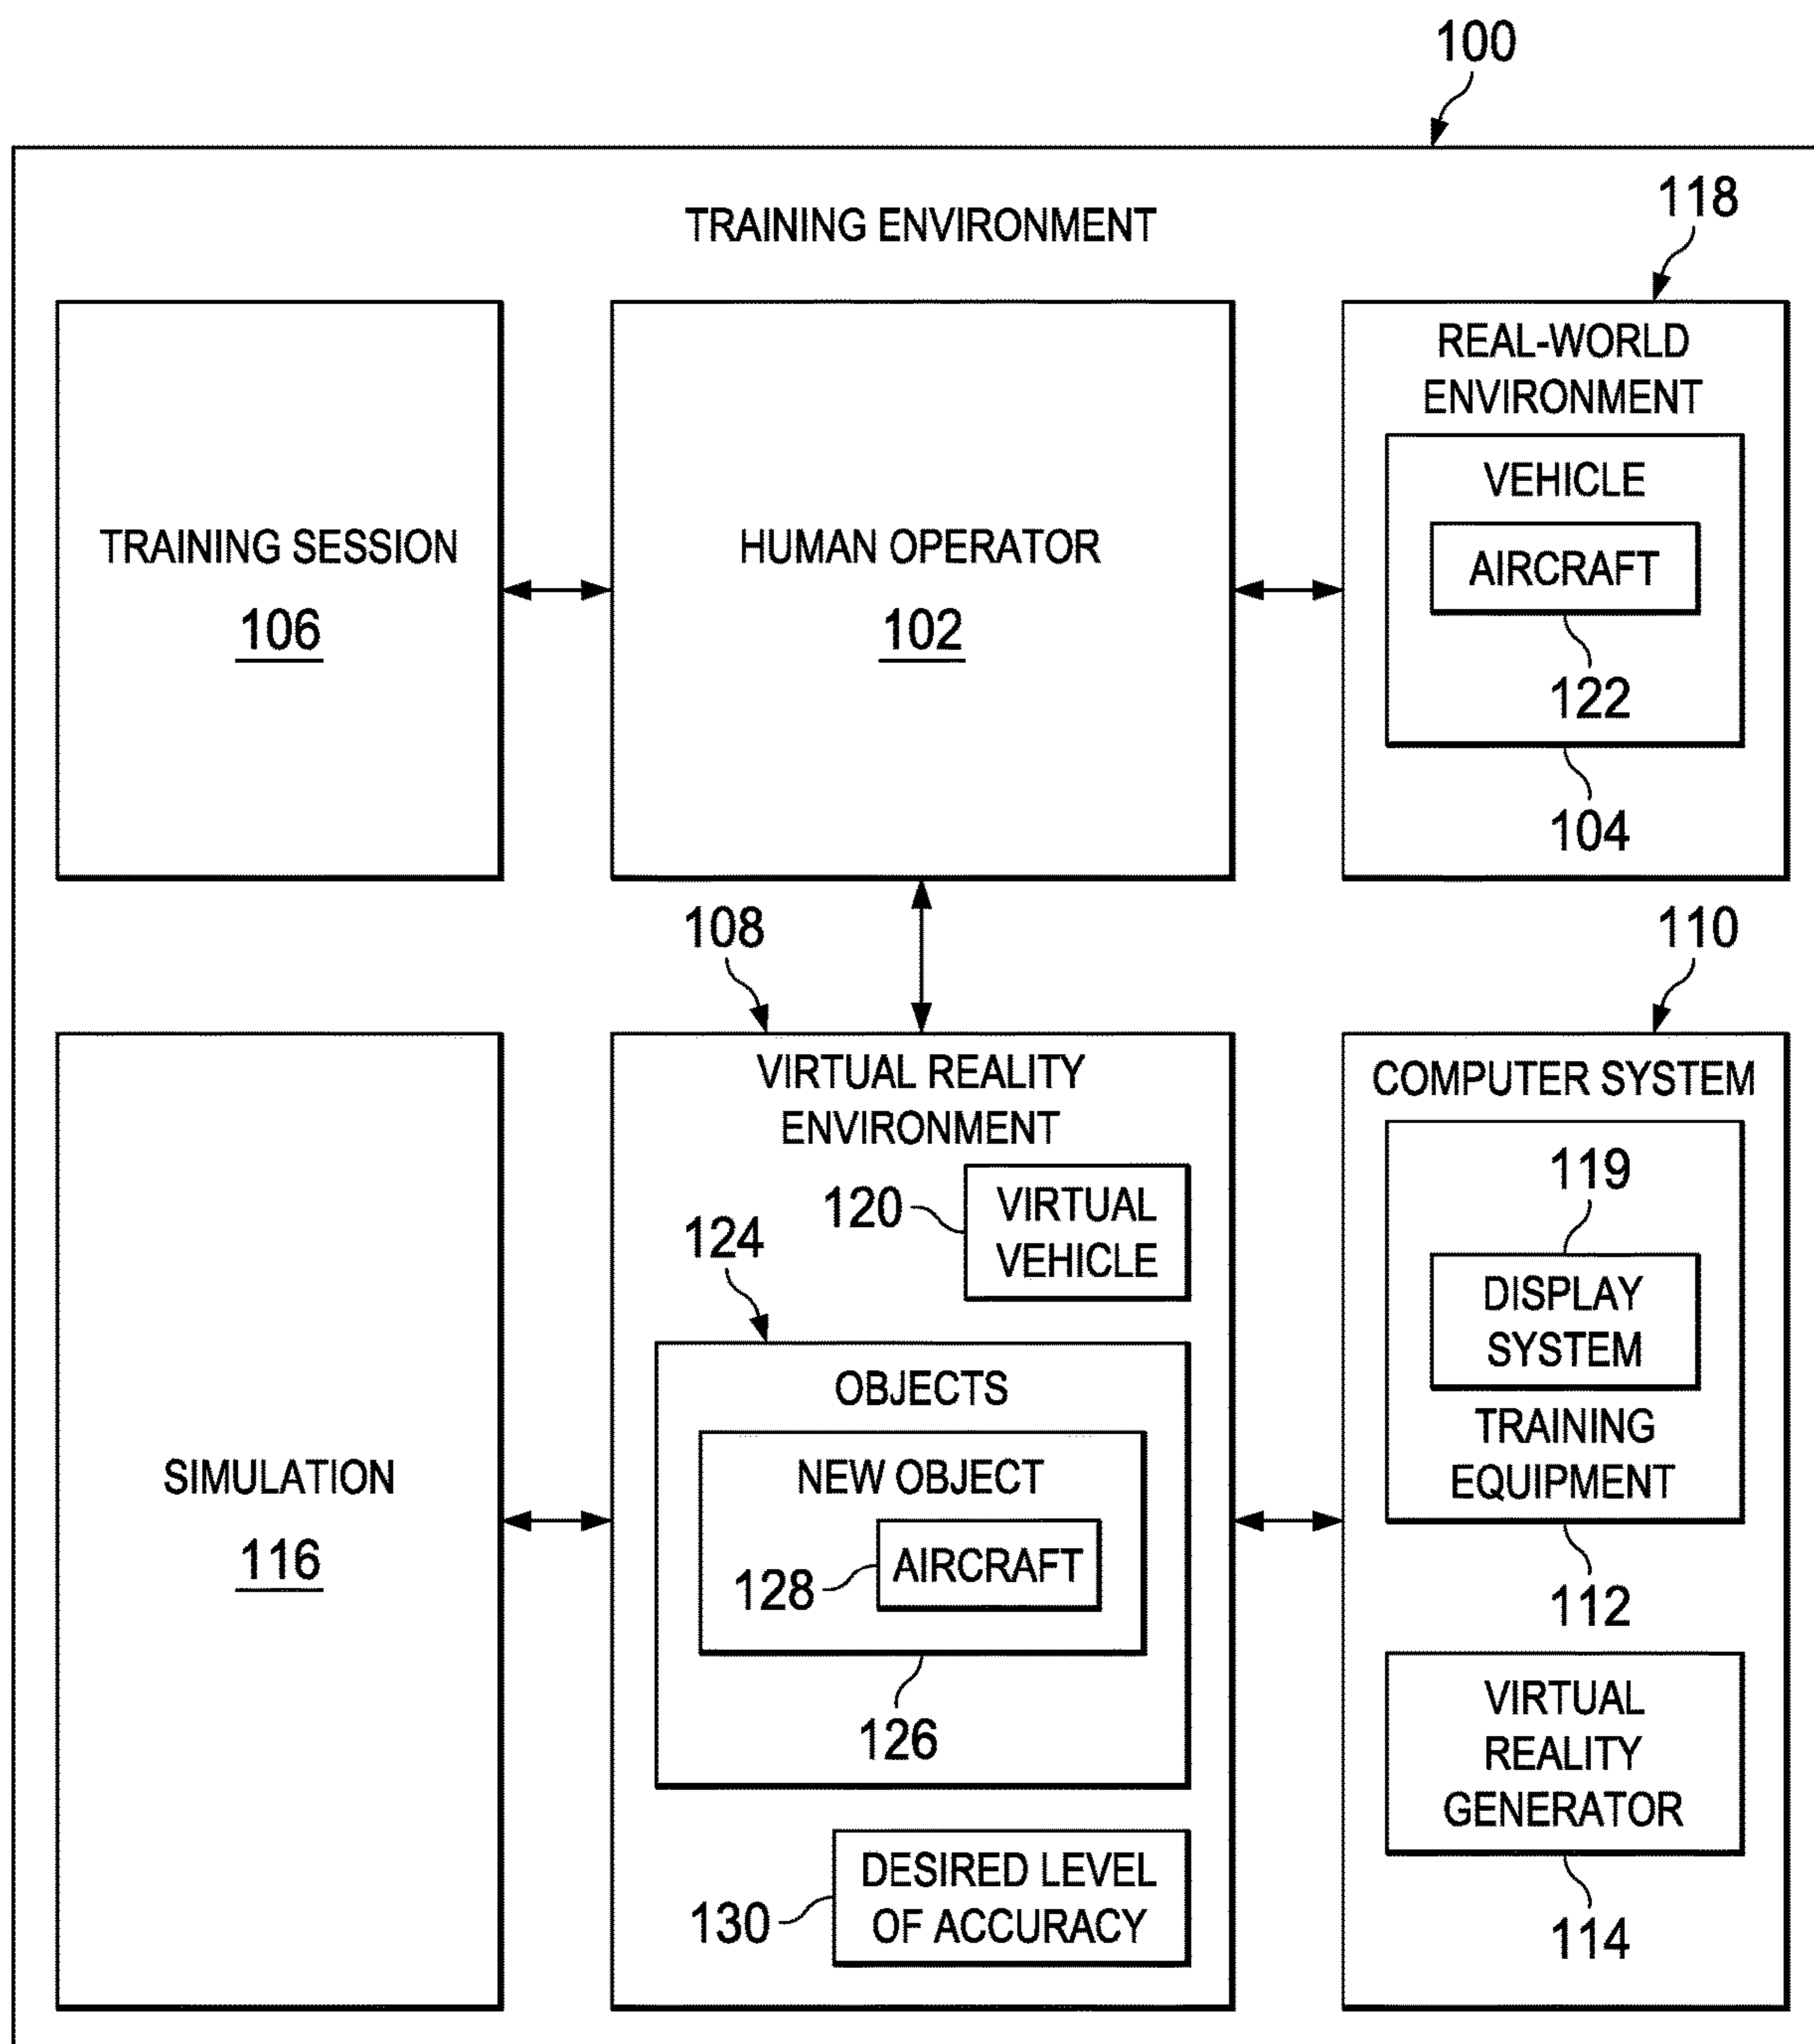 100
TRAINING ENVIRONMENT
118
TRAINING SESSION
106
HUMAN OPERATOR
102
REAL-WORLD
ENVIRONMENT
VEHICLE
AIRCRAFT
122
104
108
110
SIMULATION
116
VIRTUAL REALITY
ENVIRONMENT
120
VIRTUAL
VEHICLE
124
OBJECTS
NEW OBJECT
128
AIRCRAFT
126
130
DESIRED LEVEL
OF ACCURACY
COMPUTER SYSTEM
119
DISPLAY
SYSTEM
TRAINING
EQUIPMENT
112
VIRTUAL
REALITY
GENERATOR
114